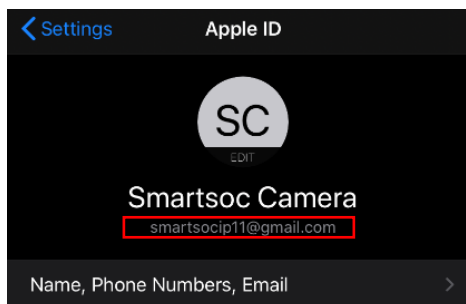 Settings Apple ID
SC
EDIT
Smartsoc Camera
smartsocip11@gmail.com
Name, Phone Numbers, Email